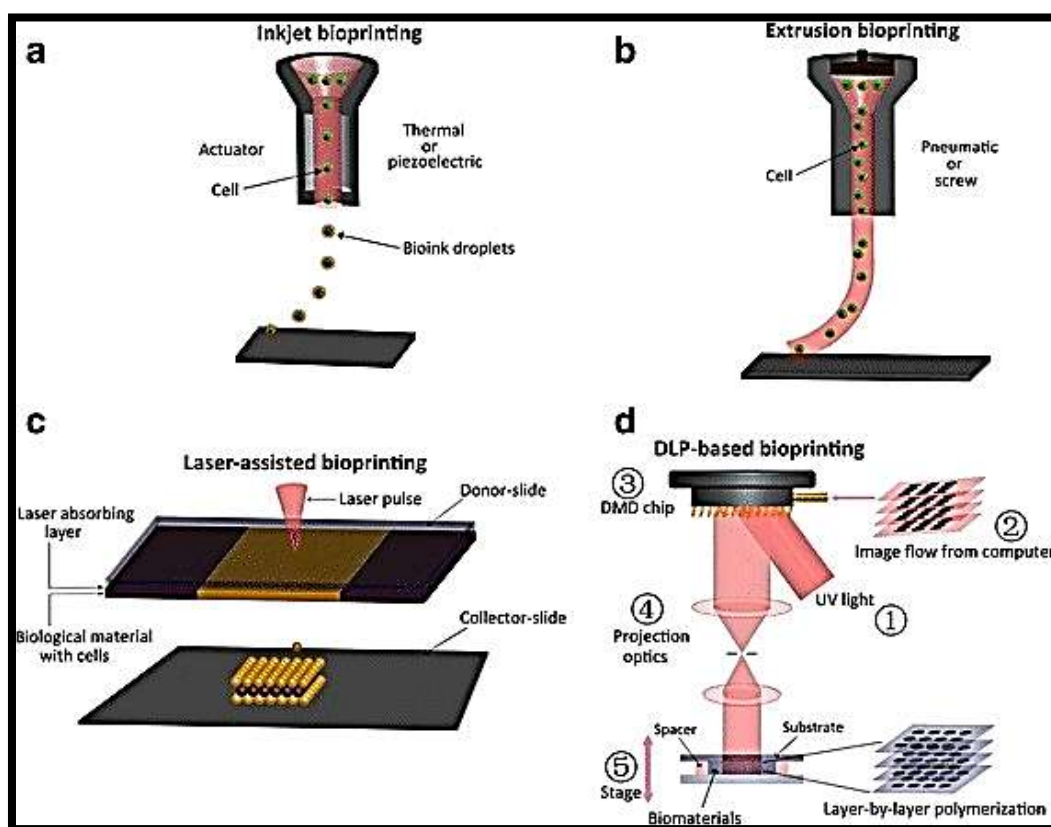 a
Inkjet bioprinting
Actuator
Thermal
or
piezoelectric
Cell
Bioink droplets
b
Extrusion bioprinting
Cell
Pneumatic
or
screw
c
Laser-assisted bioprinting
Laser pulse
Donor-slide
Laser absorbing
layer
Biological material
with cells
Collector-slide
d
DLP-based bioprinting
③
DMD chip
②
Image flow from computer
UV light
①
④
Projection
optics
Spacer
Substrate
⑤
Stage
Biomaterials
Layer-by-layer polymerization